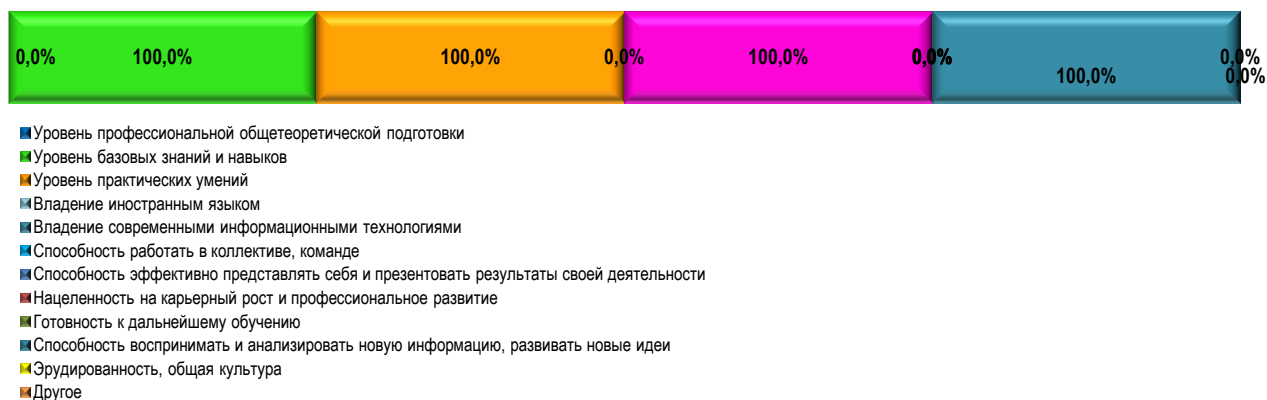 0,0% 100,0% 100,0% 0,0% 100,0% 0,0% 0,0%
100,0% 0,0%
Уровень профессиональной общетеоретической подготовки
Уровень базовых знаний и навыков
Уровень практических умений
Владение иностранным языком
Владение современными информационными технологиями
Способность работать в коллективе, команде
Способность эффективно представлять себя и презентовать результаты своей деятельности
Нацеленность на карьерный рост и профессиональное развитие
Готовность к дальнейшему обучению
Способность воспринимать и анализировать новую информацию, развивать новые идеи
Эрудированность, общая культура
Другое